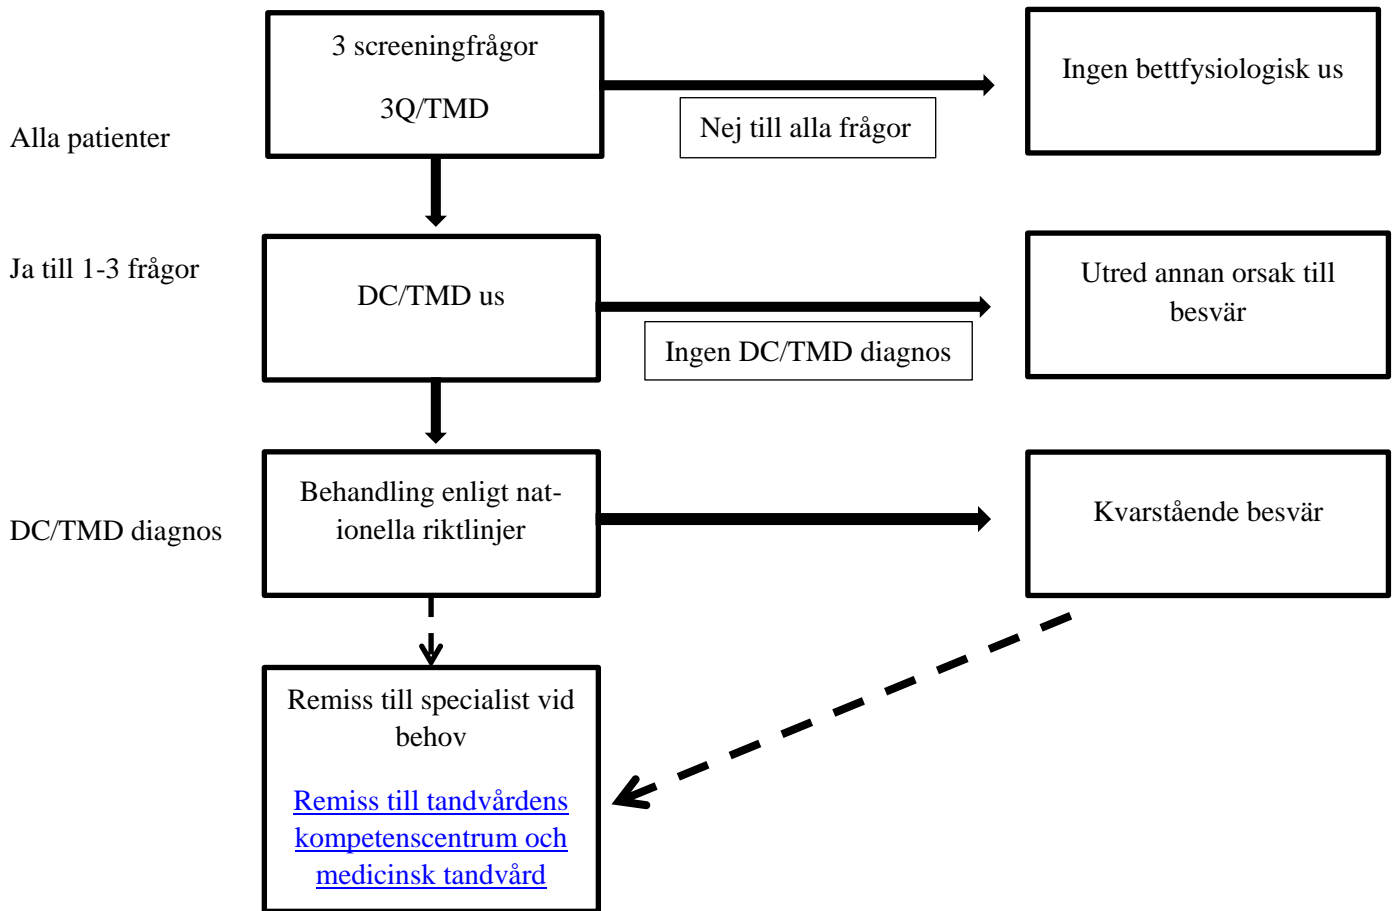 3 screeningfrågor
3Q/TMD
Ingen bettfysiologisk us
Nej till alla frågor
Alla patienter
Ja till 1-3 frågor
DC/TMD us
Utred annan orsak till
besvär
Ingen DC/TMD diagnos
DC/TMD diagnos
Behandling enligt nat-
ionella riktlinjer
Kvarstående besvär
Remiss till specialist vid
behov
Remiss till tandvårdens
kompetenscentrum och
medicinsk tandvård